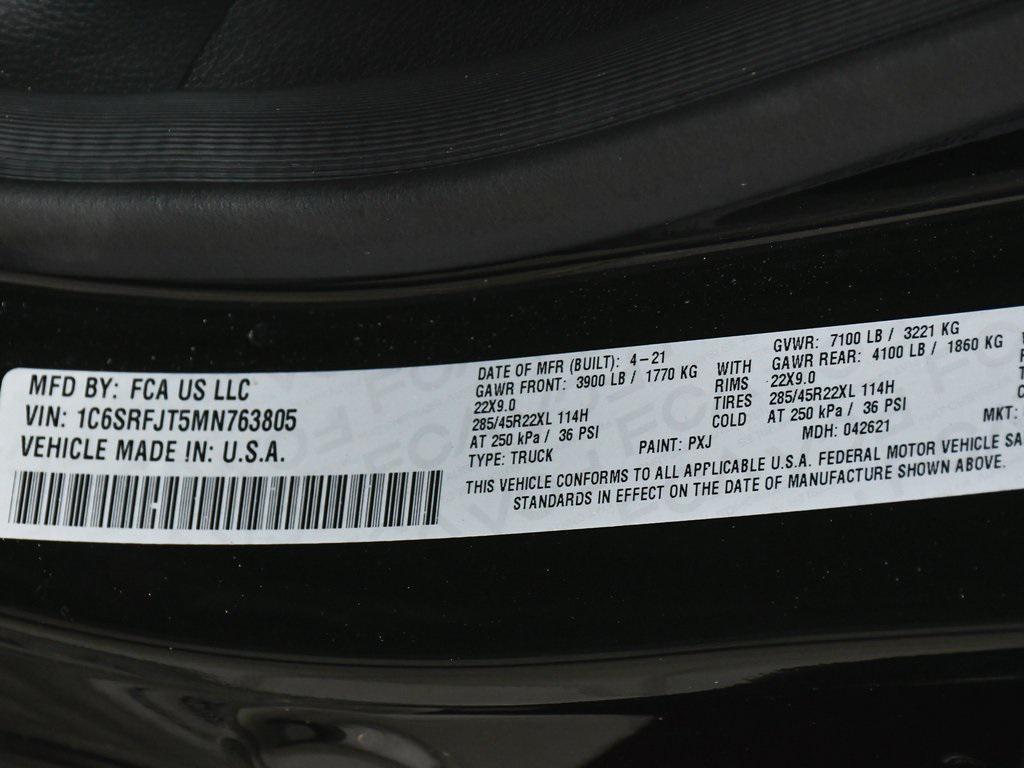 MFD BY: FCA US LLC
VIN: 1C6SRFJT5MN763805
VEHICLE MADE IN: U.S.A.
DATE OF MFR (BUILT): 4-21
GAWR FRONT: 3900 LB / 1770 KG
22X9.0
285/45R22XL 114H
AT 250 kPa / 36 PSI
TYPE: TRUCK
PAINT: PXJ
WITH
RIMS
TIRES
COLD
GVWR: 7100 LB / 3221 KG
GAWR REAR: 4100 LB / 1860 KG
22X9.0
285/45R22XL 114H
AT 250 kPa / 36 PSI
MDH: 042621
MKT:
THIS VEHICLE CONFORMS TO ALL APPLICABLE U.S.A. FEDERAL MOTOR VEHICLE SA
STANDARDS IN EFFECT ON THE DATE OF MANUFACTURE SHOWN ABOVE.